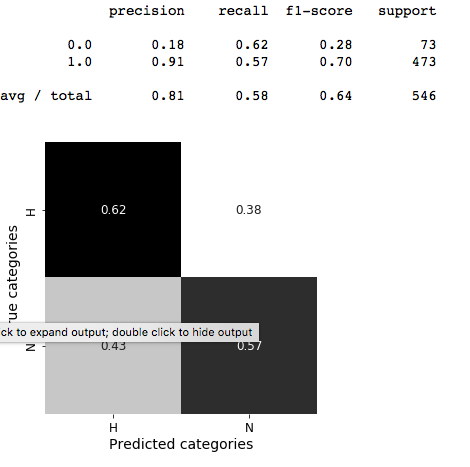 precision recall f1-score support
0.0 0.18 0.62 0.28 73
1.0 0.91 0.57 0.70 473
avg / total 0.81 0.58 0.64 546
H 0.62 0.38
categories
to expand output; double click to hide output
N 0.43 0.57
H N
Predicted categories